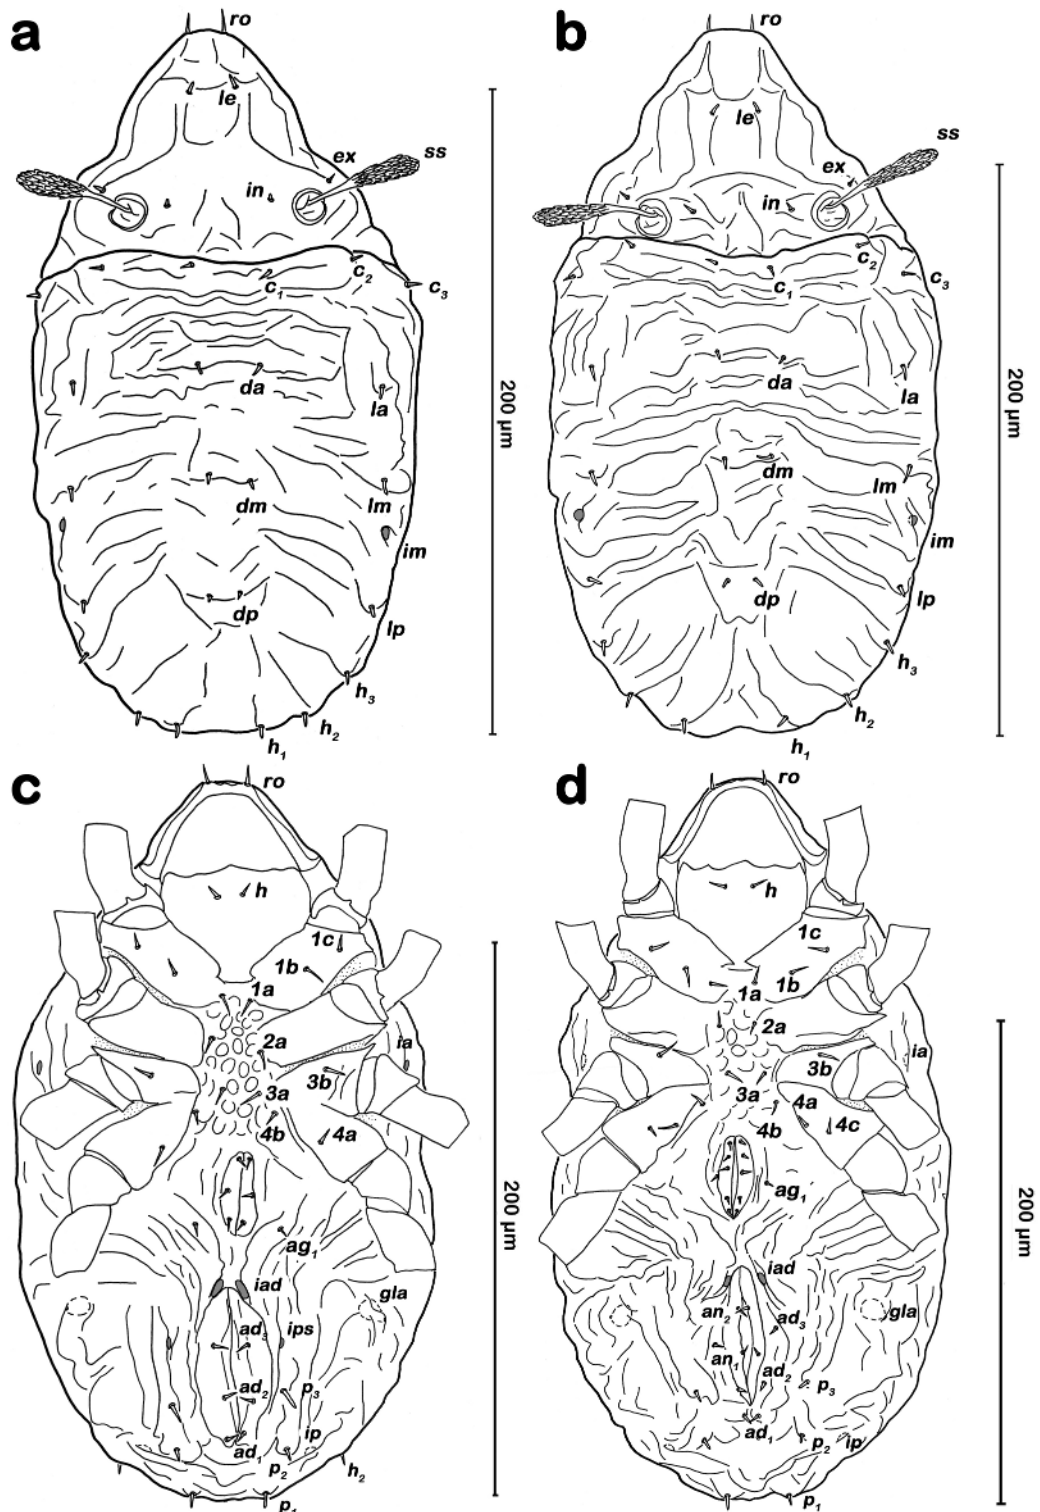 a
ro
le
ex
ss
in
c₂
c₁
c₃
da
la
dm
lm
im
dp
lp
h₃
h₂
h₁
200 µm
b
ro
le
ss
ex
in
c₂
c₁
c₃
da
la
dm
lm
im
dp
lp
h₃
h₂
h₁
200 µm
c
ro
h
1c
1b
1a
2a
ia
3b
3a
4b
4a
ag₁
iad
gla
ad₃
ips
ad₂
p₃
ad₁
ip
p₂
h₂
p₁
200 µm
d
ro
h
1c
1a
1b
2a
ia
3b
3a
4a
4b
4c
ag₁
iad
an₂
ad₃
gla
an₁
ad₂
p₃
ad₁
p₂
ip
p₁
200 µm